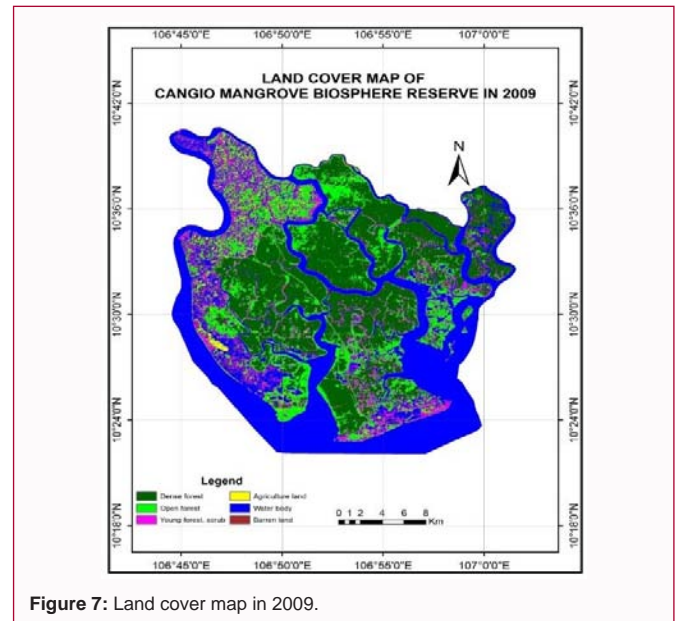 106°45'0"E 106°50'0"E 106°55'0"E 107°0'0"E
LAND COVER MAP OF
CANGIO MANGROVE BIOSPHERE RESERVE IN 2009
N
10°42'0"N 10°42'0"N
10°36'0"N 10°36'0"N
10°30'0"N 10°30'0"N
10°24'0"N 10°24'0"N
10°18'0"N 10°18'0"N
Legend
Dense forest Agriculture land
Open forest Water body
Young forest, scrub Barren land
0 1 2 4 6 8
Km
106°45'0"E 106°50'0"E 106°55'0"E 107°0'0"E
Figure 7: Land cover map in 2009.